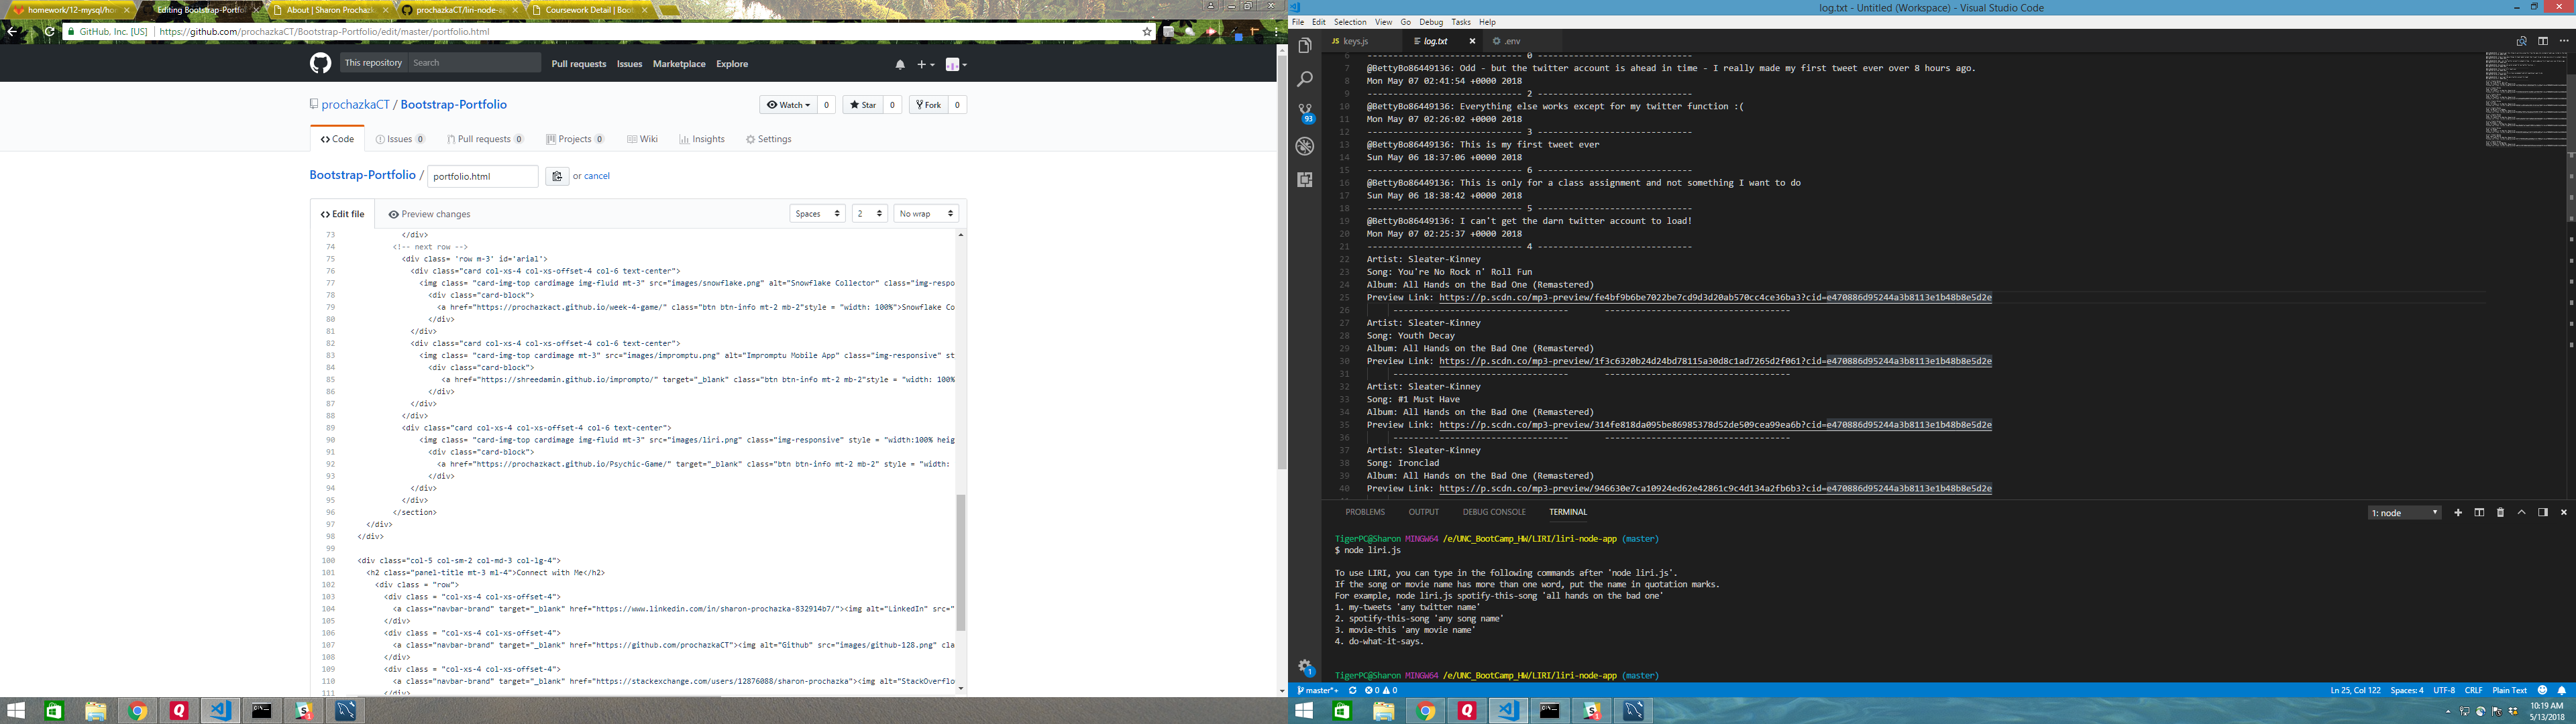 homework/12-mysql/ho
Editing Bootstrap-Portfol
About | Sharon Prochazk
prochazkaCT/liri-node-ap
Coursework Detail | Boot
GitHub, Inc. [US] | https://github.com/prochazkaCT/Bootstrap-Portfolio/edit/master/portfolio.html
This repository Search Pull requests Issues Marketplace Explore
prochazkaCT / Bootstrap-Portfolio
Watch 0 Star 0 Fork 0
Code Issues 0 Pull requests 0 Projects 0 Wiki Insights Settings
Bootstrap-Portfolio / portfolio.html or cancel
Edit file Preview changes Spaces 2 No wrap
73 </div>
74 <!-- next row -->
75 <div class= 'row m-3' id='arial'>
76 <div class="card col-xs-4 col-xs-offset-4 col-6 text-center">
77 <img class= "card-img-top cardimage img-fluid mt-3" src="images/snowflake.png" alt="Snowflake Collector" class="img-respo
78 <div class="card-block">
79 <a href="https://prochazkact.github.io/week-4-game/" class="btn btn-info mt-2 mb-2"style = "width: 100%">Snowflake Co
80 </div>
81 </div>
82 <div class="card col-xs-4 col-xs-offset-4 col-6 text-center">
83 <img class= "card-img-top cardimage mt-3" src="images/impromptu.png" alt="Impromptu Mobile App" class="img-responsive" st
84 <div class="card-block">
85 <a href="https://shreedamin.github.io/imprompto/" target="_blank" class="btn btn-info mt-2 mb-2"style = "width: 100%
86 </div>
87 </div>
88 </div>
89 <div class="card col-xs-4 col-xs-offset-4 col-6 text-center">
90 <img class= "card-img-top cardimage img-fluid mt-3" src="images/liri.png" class="img-responsive" style = "width:100% heig
91 <div class="card-block">
92 <a href="https://prochazkact.github.io/Psychic-Game/" target="_blank" class="btn btn-info mt-2 mb-2" style = "width:
93 </div>
94 </div>
95 </div>
96 </section>
97 </div>
98 </div>
99
100 <div class="col-5 col-sm-2 col-md-3 col-lg-4">
101 <h2 class="panel-title mt-3 ml-4">Connect with Me</h2>
102 <div class = "row">
103 <div class = "col-xs-4 col-xs-offset-4">
104 <a class="navbar-brand" target="_blank" href="https://www.linkedin.com/in/sharon-prochazka-832914b7/"><img alt="LinkedIn" src="
105 </div>
106 <div class = "col-xs-4 col-xs-offset-4">
107 <a class="navbar-brand" target="_blank" href="https://github.com/prochazkaCT"><img alt="Github" src="images/github-128.png" cla
108 </div>
109 <div class = "col-xs-4 col-xs-offset-4">
110 <a class="navbar-brand" target="_blank" href="https://stackexchange.com/users/12876088/sharon-prochazka"><img alt="StackOverflo
111 </div>
log.txt - Untitled (Workspace) - Visual Studio Code
File Edit Selection View Go Debug Tasks Help
JS keys.js log.txt .env
93
6 ------------------------------ 0 ------------------------------
7 @BettyBo86449136: Odd - but the twitter account is ahead in time - I really made my first tweet ever over 8 hours ago.
8 Mon May 07 02:41:54 +0000 2018
9 ------------------------------ 2 ------------------------------
10 @BettyBo86449136: Everything else works except for my twitter function :(
11 Mon May 07 02:26:02 +0000 2018
12 ------------------------------ 3 ------------------------------
13 @BettyBo86449136: This is my first tweet ever
14 Sun May 06 18:37:06 +0000 2018
15 ------------------------------ 6 ------------------------------
16 @BettyBo86449136: This is only for a class assignment and not something I want to do
17 Sun May 06 18:38:42 +0000 2018
18 ------------------------------ 5 ------------------------------
19 @BettyBo86449136: I can't get the darn twitter account to load!
20 Mon May 07 02:25:37 +0000 2018
21 ------------------------------ 4 ------------------------------
22 Artist: Sleater-Kinney
23 Song: You're No Rock n' Roll Fun
24 Album: All Hands on the Bad One (Remastered)
25 Preview Link: https://p.scdn.co/mp3-preview/fe4bf9b6be7022be7cd9d3d20ab570cc4ce36ba3?cid=e470886d95244a3b8113e1b48b8e5d2e
26 ---------------------------------- ------------------------------------
27 Artist: Sleater-Kinney
28 Song: Youth Decay
29 Album: All Hands on the Bad One (Remastered)
30 Preview Link: https://p.scdn.co/mp3-preview/1f3c6320b24d24bd78115a30d8c1ad7265d2f061?cid=e470886d95244a3b8113e1b48b8e5d2e
31 ---------------------------------- ------------------------------------
32 Artist: Sleater-Kinney
33 Song: #1 Must Have
34 Album: All Hands on the Bad One (Remastered)
35 Preview Link: https://p.scdn.co/mp3-preview/314fe818da095be86985378d52de509cea99ea6b?cid=e470886d95244a3b8113e1b48b8e5d2e
36 ---------------------------------- ------------------------------------
37 Artist: Sleater-Kinney
38 Song: Ironclad
39 Album: All Hands on the Bad One (Remastered)
40 Preview Link: https://p.scdn.co/mp3-preview/946630e7ca10924ed62e42861c9c4d134a2fb6b3?cid=e470886d95244a3b8113e1b48b8e5d2e
PROBLEMS OUTPUT DEBUG CONSOLE TERMINAL 1: node
TigerPC@Sharon MINGW64 /e/UNC_BootCamp_HW/LIRI/liri-node-app (master)
$ node liri.js
To use LIRI, you can type in the following commands after 'node liri.js'.
If the song or movie name has more than one word, put the name in quotation marks.
For example, node liri.js spotify-this-song 'all hands on the bad one'
1. my-tweets 'any twitter name'
2. spotify-this-song 'any song name'
3. movie-this 'any movie name'
4. do-what-it-says.
TigerPC@Sharon MINGW64 /e/UNC_BootCamp_HW/LIRI/liri-node-app (master)
1
master*+ 0 0 Ln 25, Col 122 Spaces: 4 UTF-8 CRLF Plain Text
10:19 AM
5/13/2018